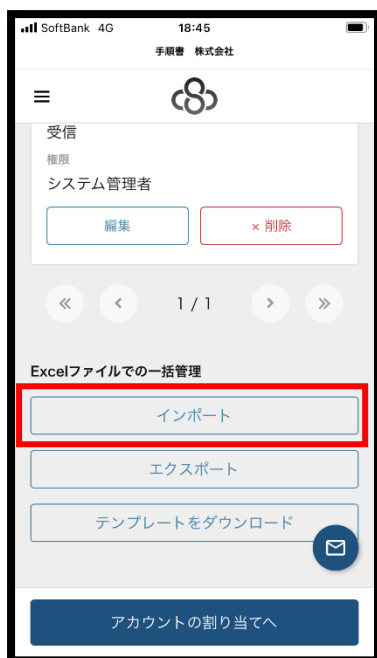 SoftBank 4G 18:45
手順書 株式会社
受信
権限
システム管理者
編集
× 削除
1 / 1
Excelファイルでの一括管理
インポート
エクスポート
テンプレートをダウンロード
アカウントの割り当てへ